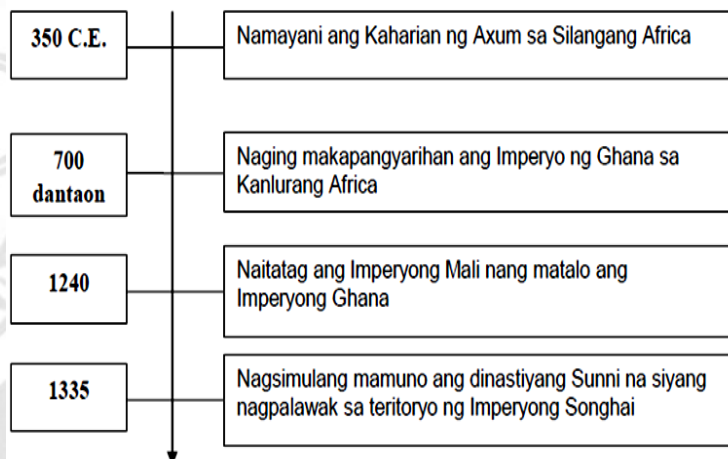 350 C.E.
Namayani ang Kaharian ng Axum sa Silangang Africa
700
dantaon
Naging makapangyarihan ang Imperyo ng Ghana sa
Kanlurang Africa
1240
Naitatag ang Imperyong Mali nang matalo ang
Imperyong Ghana
1335
Nagsimulang mamuno ang dinastiyang Sunni na siyang
nagpalawak sa teritoryo ng Imperyong Songhai